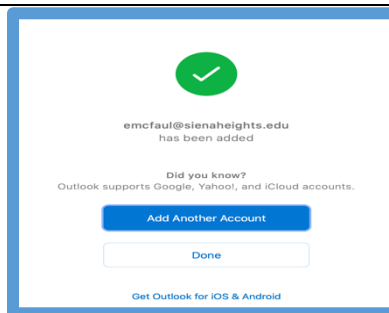 emcfaul@sienaheights.edu
has been added
Did you know?
Outlook supports Google, Yahoo!, and iCloud accounts.
Add Another Account
Done
Get Outlook for iOS & Android